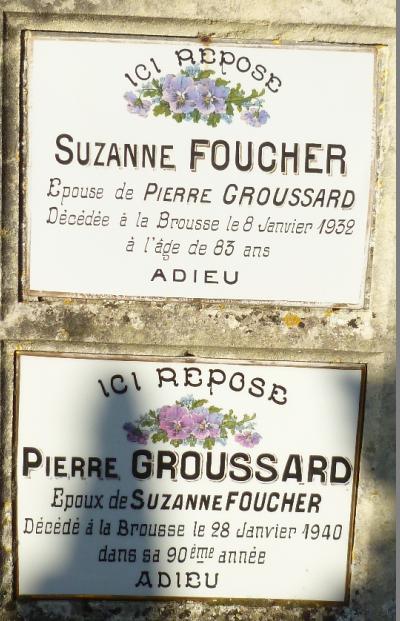 ICI REPOSE
SUZANNE FOUCHER
Epouse de PIERRE GROUSSARD
Décédée à la Brousse le 8 Janvier 1932
à l'âge de 83 ans
ADIEU
ICI REPOSE
PIERRE GROUSSARD
Epoux de SUZANNE FOUCHER
Décédé à la Brousse le 28 Janvier 1940
dans sa 90ème année
ADIEU